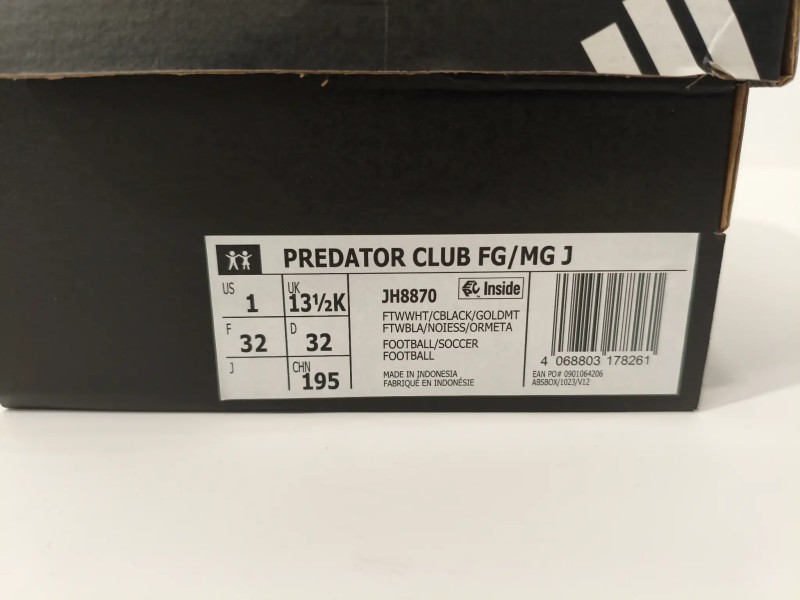 PREDATOR CLUB FG/MG J
US 1
UK 13½K
F 32
D 32
J
CHN 195
JH8870
Inside
FTWWHT/CBLACK/GOLDMT
FTWBLA/NOIESS/ORMETA
FOOTBALL/SOCCER
FOOTBALL
MADE IN INDONESIA
FABRIQUÉ EN INDONÉSIE
4 068803 178261
EAN PO# 0901064206
ABSBOX/1023/V12